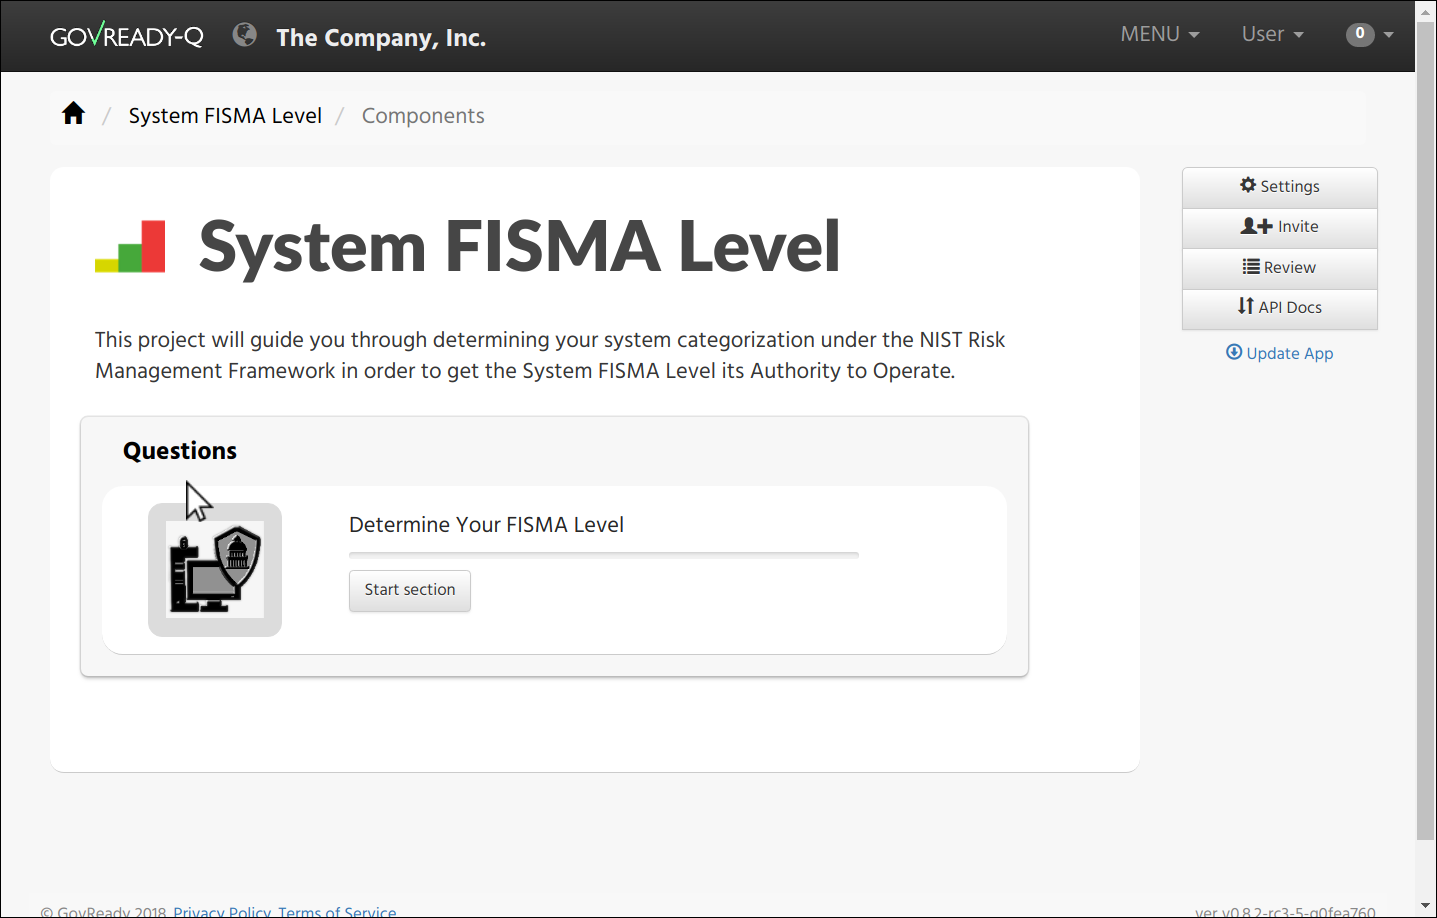 GOVREADY-Q The Company, Inc. MENU User 0
/ System FISMA Level / Components
System FISMA Level
This project will guide you through determining your system categorization under the NIST Risk
Management Framework in order to get the System FISMA Level its Authority to Operate.
Questions
Determine Your FISMA Level
Start section
Settings
Invite
Review
API Docs
Update App
© GovReady 2018 Privacy Policy Terms of Service ver v0.8.2-rc3-5-g0fea760